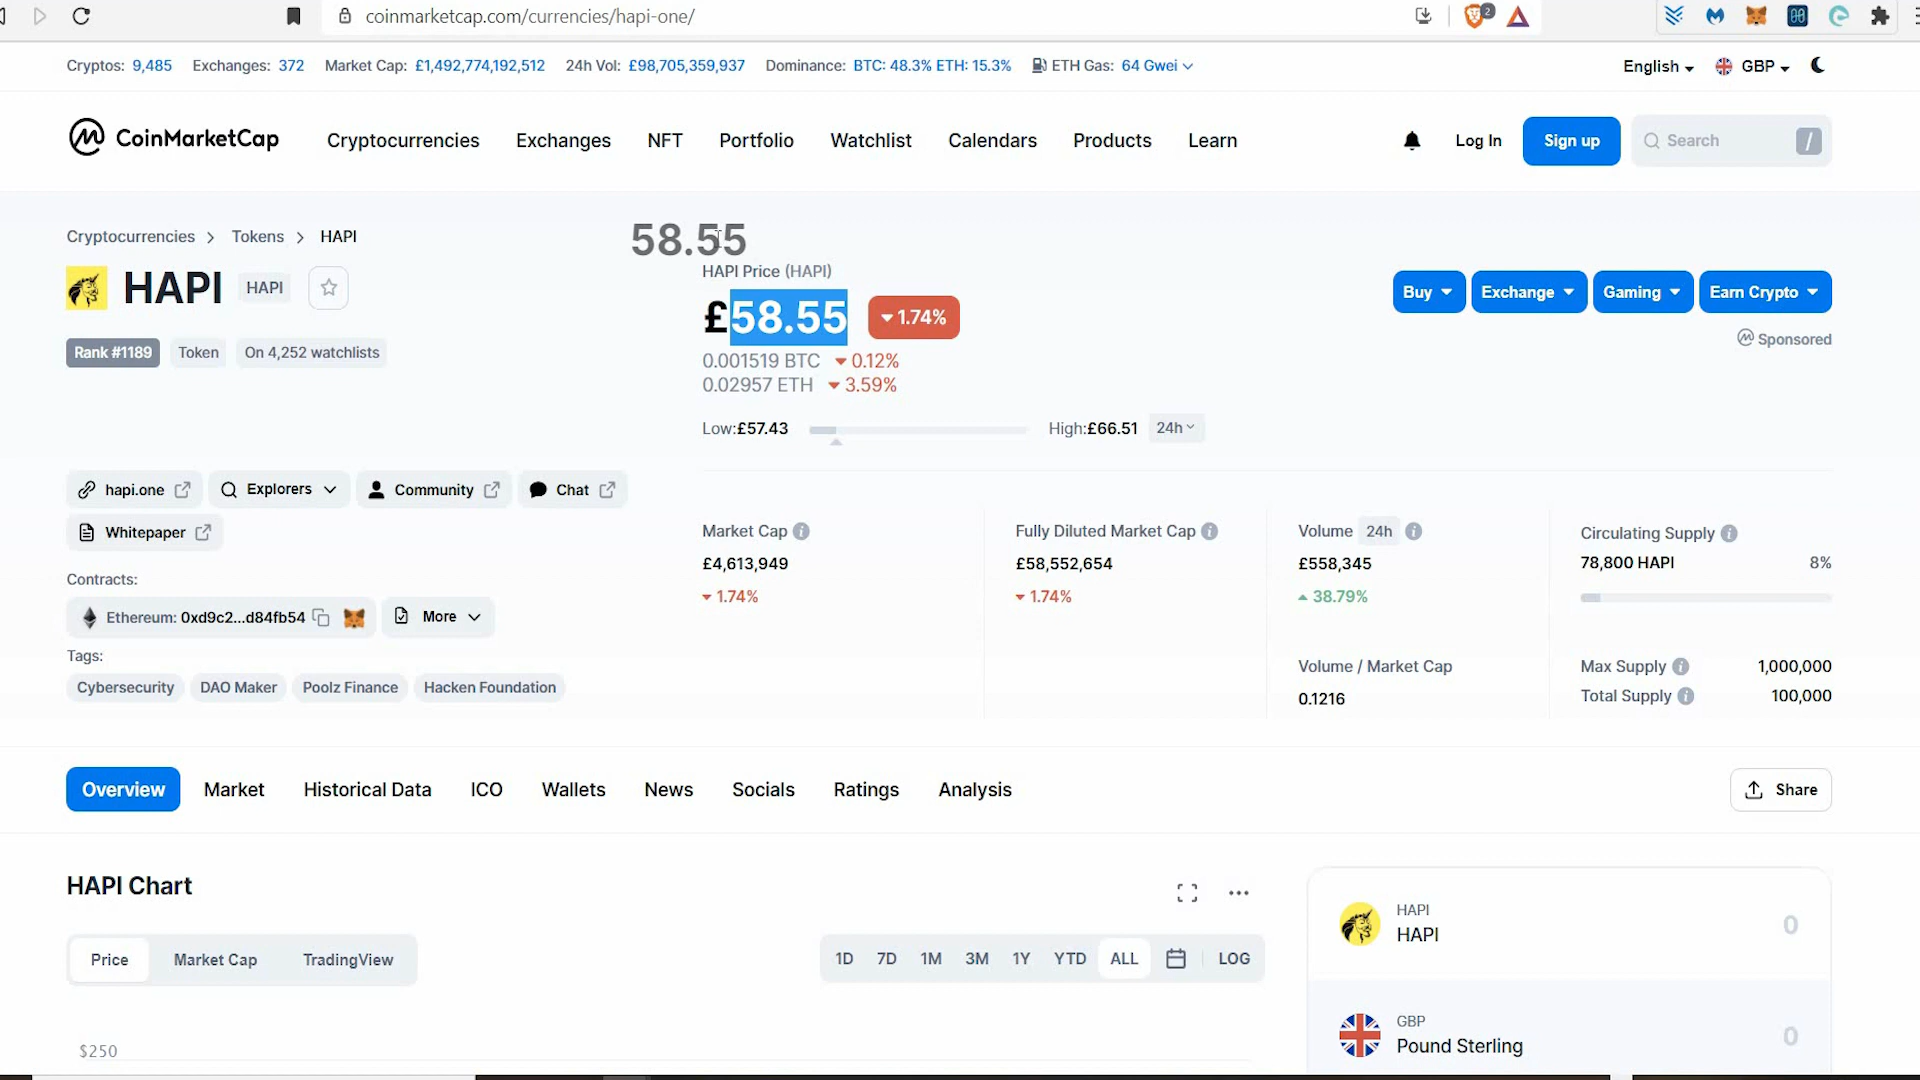 coinmarketcap.com/currencies/hapi-one/
2
Cryptos: 9,485 Exchanges: 372 Market Cap: £1,492,774,192,512 24h Vol: £98,705,359,937 Dominance: BTC: 48.3% ETH: 15.3% ETH Gas: 64 Gwei English GBP
CoinMarketCap Cryptocurrencies Exchanges NFT Portfolio Watchlist Calendars Products Learn Log In Sign up Search /
Cryptocurrencies > Tokens > HAPI
58.55
HAPI HAPI
HAPI Price (HAPI)
£58.55 1.74%
Buy Exchange Gaming Earn Crypto
Sponsored
Rank #1189 Token On 4,252 watchlists
0.001519 BTC 0.12%
0.02957 ETH 3.59%
Low:£57.43 High:£66.51 24h
hapi.one Explorers Community Chat
Whitepaper
Contracts:
Ethereum: 0xd9c2...d84fb54 More
Tags:
Cybersecurity DAO Maker Poolz Finance Hacken Foundation
Market Cap
£4,613,949
1.74%
Fully Diluted Market Cap
£58,552,654
1.74%
Volume 24h
£558,345
38.79%
Volume / Market Cap
0.1216
Circulating Supply
78,800 HAPI 8%
Max Supply 1,000,000
Total Supply 100,000
Overview Market Historical Data ICO Wallets News Socials Ratings Analysis Share
HAPI Chart
Price Market Cap TradingView 1D 7D 1M 3M 1Y YTD ALL LOG
$250
HAPI
HAPI 0
GBP
Pound Sterling 0